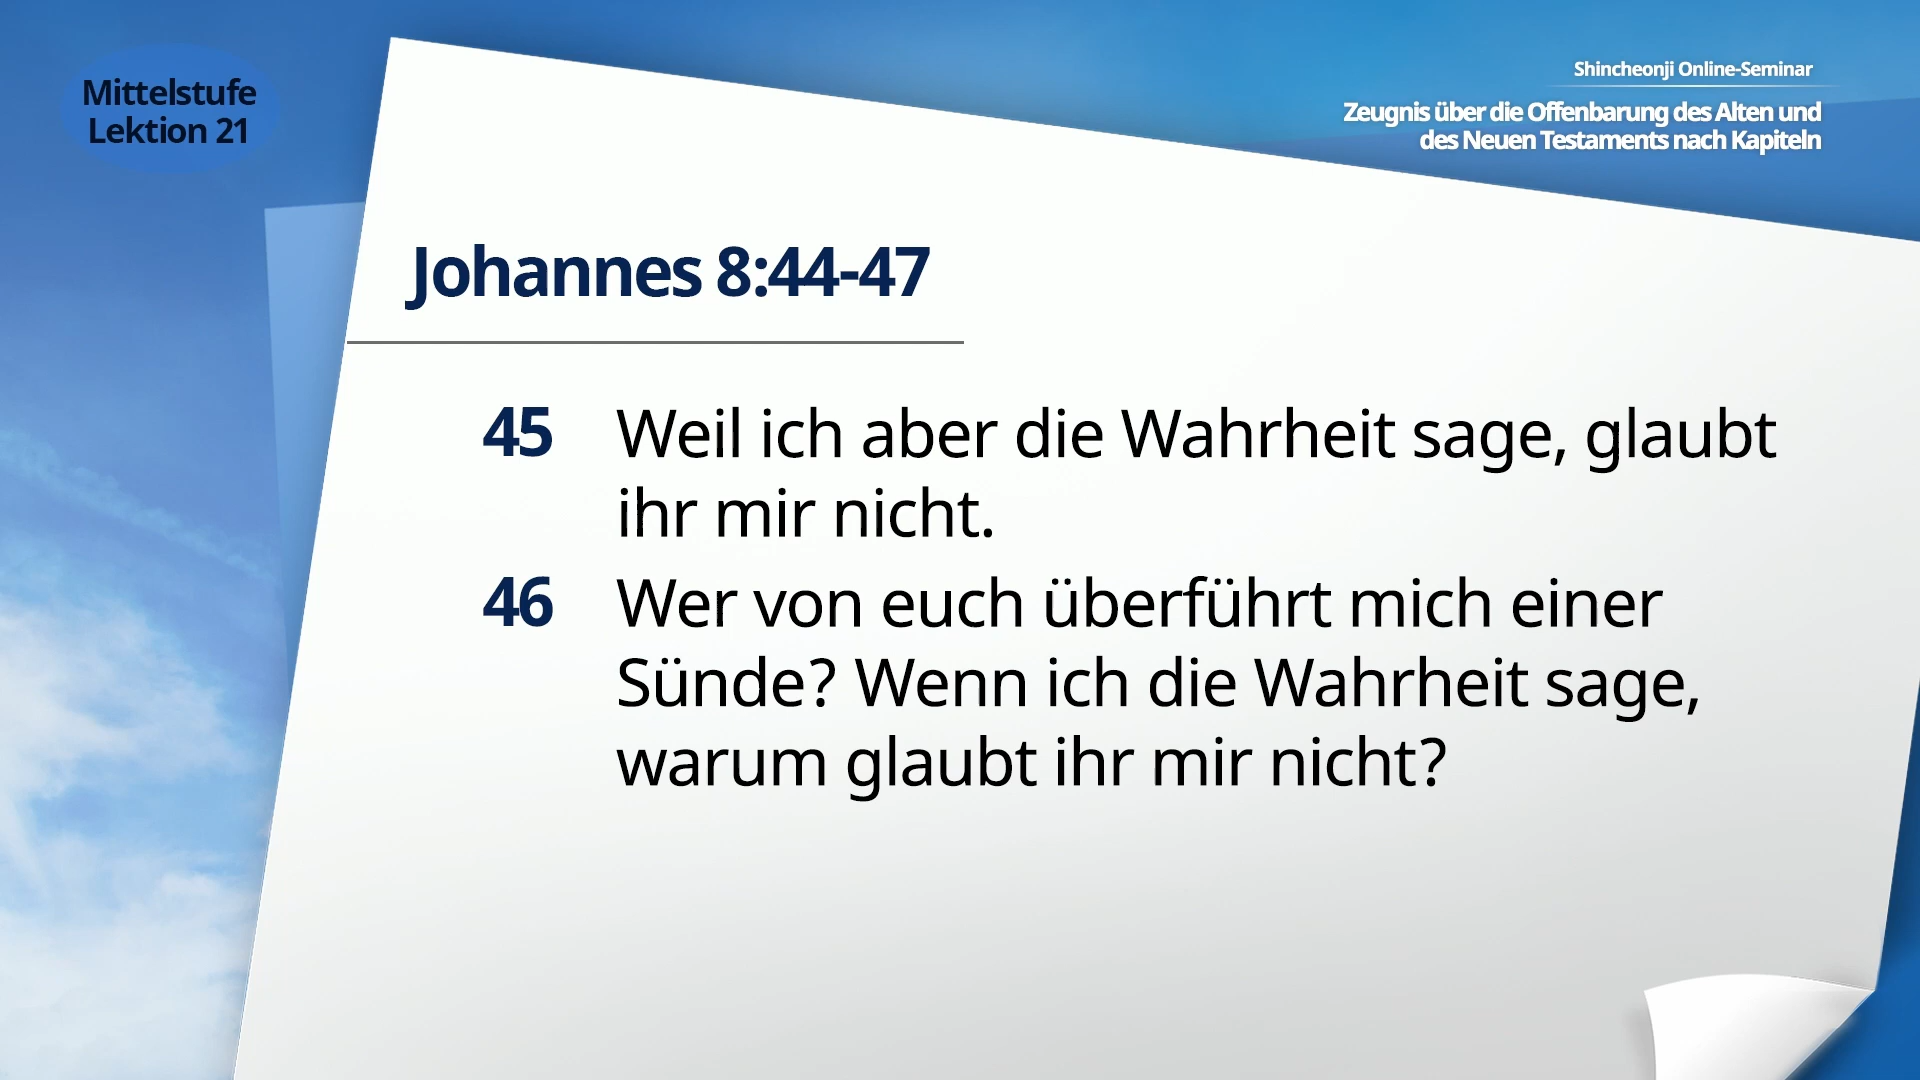 Mittelstufe
Lektion 21
Shincheonji Online-Seminar
Zeugnis über die Offenbarung des Alten und
des Neuen Testaments nach Kapiteln
Johannes 8:44-47
45 Weil ich aber die Wahrheit sage, glaubt
ihr mir nicht.
46 Wer von euch überführt mich einer
Sünde? Wenn ich die Wahrheit sage,
warum glaubt ihr mir nicht?